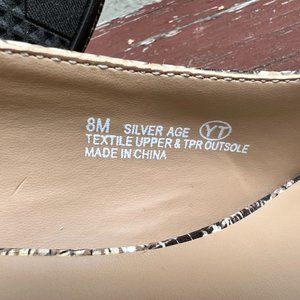 8M SILVER AGE YT
TEXTILE UPPER & TPR OUTSOLE
MADE IN CHINA